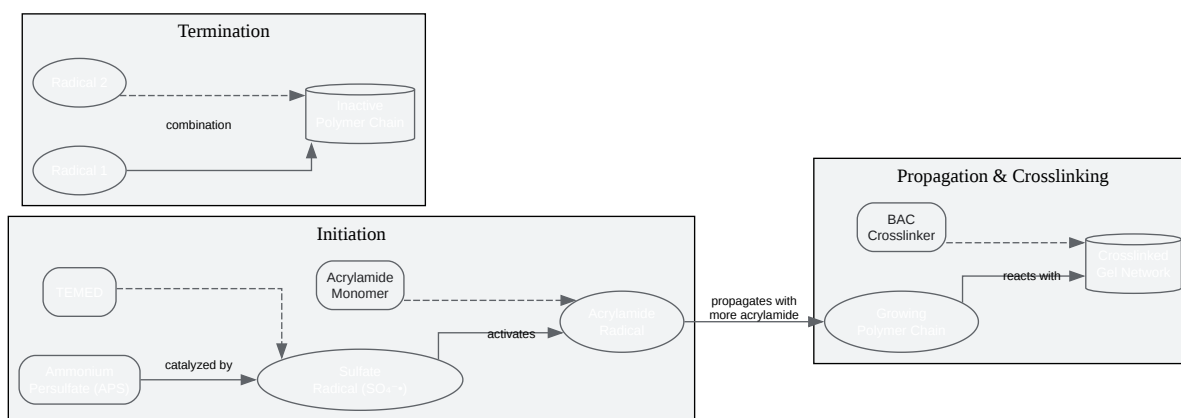 Termination
Radical 2
Inactive
Polymer Chain
combination
Radical 1
Propagation & Crosslinking
BAC
Crosslinker
Crosslinked
Gel Network
reacts with
Growing
Polymer Chain
Initiation
TEMED
Acrylamide
Monomer
Acrylamide
Radical
propagates with
more acrylamide
activates
catalyzed by
Ammonium
Persulfate (APS)
Sulfate
Radical (SO₄⁻•)